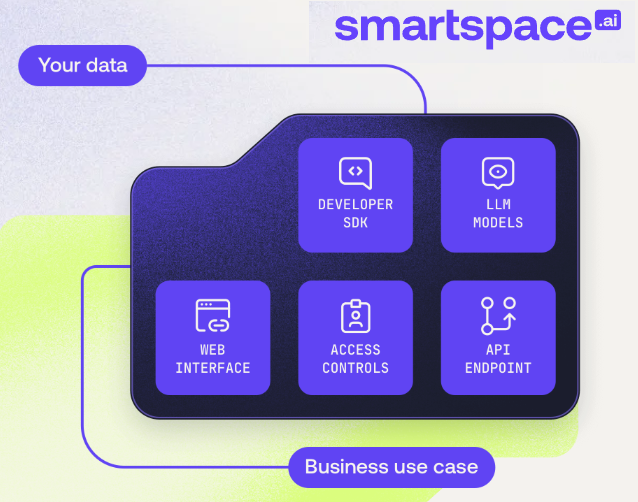 smartspace.ai
Your data
DEVELOPER
SDK
LLM
MODELS
WEB
INTERFACE
ACCESS
CONTROLS
API
ENDPOINT
Business use case